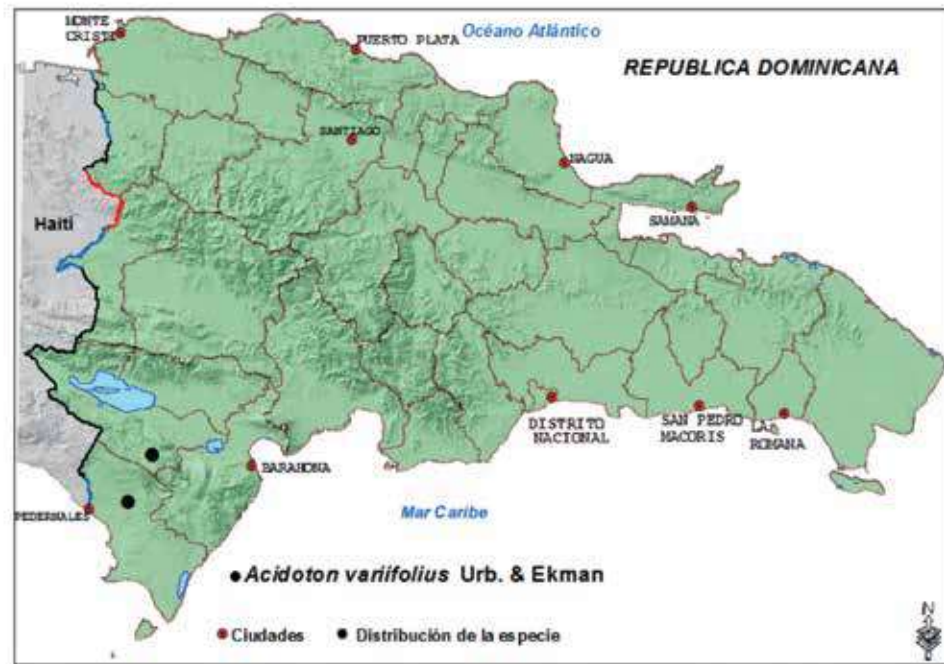 MONTE
CRISTI
PUERTO PLATA
Océano Atlántico
REPUBLICA DOMINICANA
SANTIAGO
NAGUA
SAMANA
Haití
DISTRITO
NACIONAL
SAN PEDRO
MACORIS
LA
ROMANA
BARAHONA
PEDERNALES
Mar Caribe
Acidoton variifolius Urb. & Ekman
Ciudades
Distribución de la especie
N